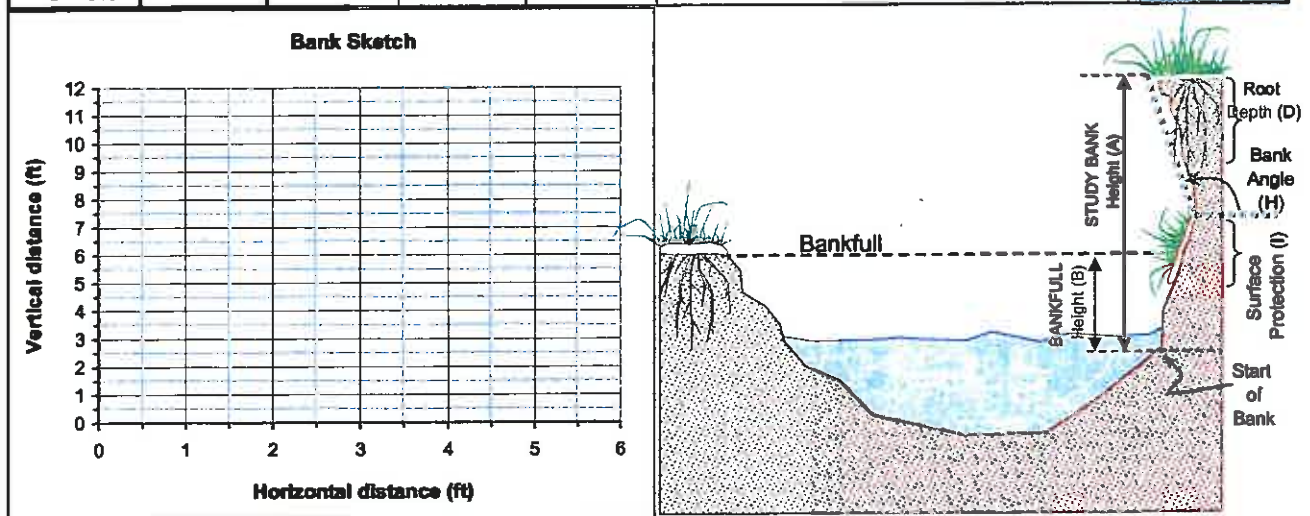 Bank Sketch
Vertical distance (ft)
12
11
10
9
8
7
6
5
4
3
2
1
0
0 1 2 3 4 5 6
Horizontal distance (ft)
Root
Depth (D)
Bank
Angle
(H)
STUDY BANK
Height (A)
Bankfull
BANKFULL
Height (B)
Surface
Protection (I)
Start
of
Bank